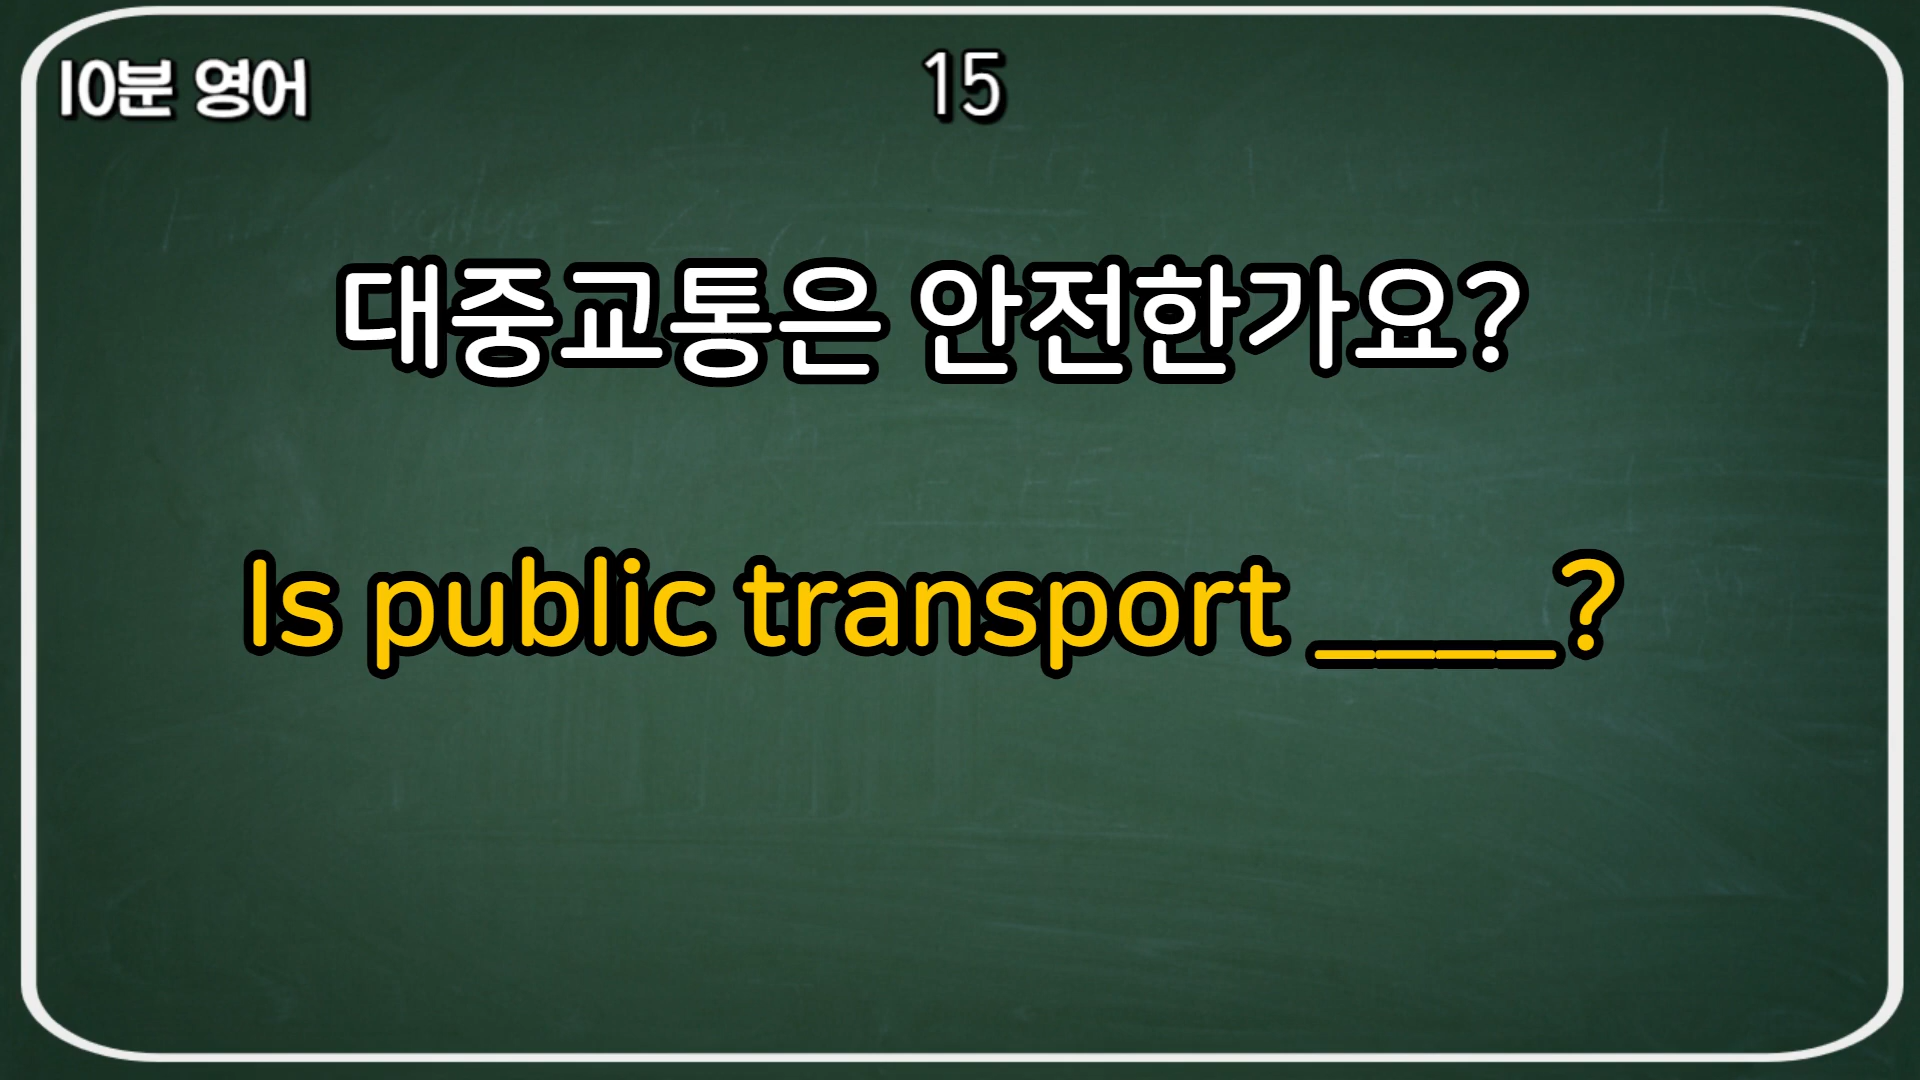 10분 영어
15
대중교통은 안전한가요?
Is public transport ____?